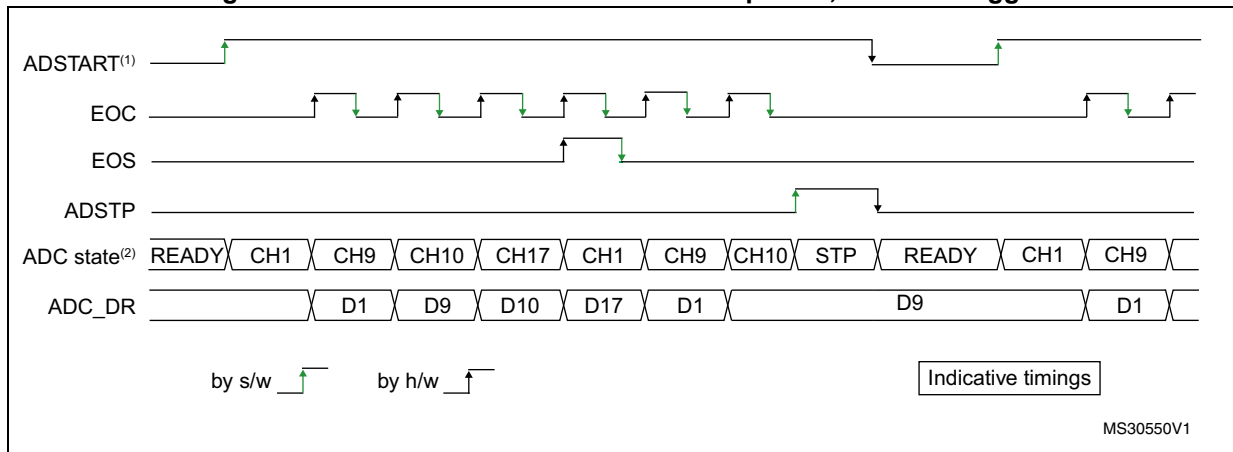 ADSTART(1)
EOC
EOS
ADSTP
ADC state(2) READY CH1 CH9 CH10 CH17 CH1 CH9 CH10 STP READY CH1 CH9
ADC_DR D1 D9 D10 D17 D1 D9 D1
by s/w by h/w Indicative timings
MS30550V1